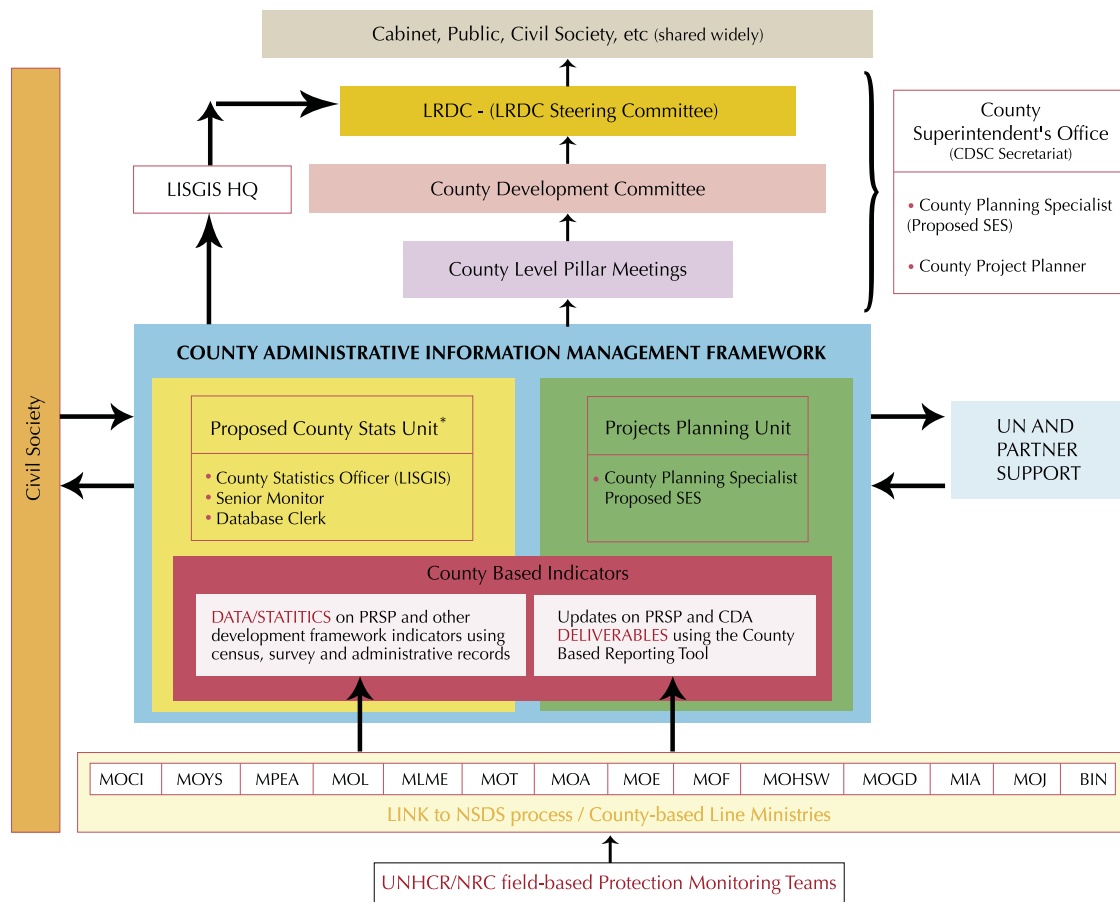 Cabinet, Public, Civil Society, etc (shared widely)
LRDC - (LRDC Steering Committee)
County
Superintendent's Office
(CDSC Secretariat)
• County Planning Specialist
(Proposed SES)
• County Project Planner
LISGIS HQ
County Development Committee
County Level Pillar Meetings
Civil Society
COUNTY ADMINISTRATIVE INFORMATION MANAGEMENT FRAMEWORK
Proposed County Stats Unit*
• County Statistics Officer (LISGIS)
• Senior Monitor
• Database Clerk
Projects Planning Unit
• County Planning Specialist
Proposed SES
UN AND
PARTNER
SUPPORT
County Based Indicators
DATA/STATITICS on PRSP and other
development framework indicators using
census, survey and administrative records
Updates on PRSP and CDA
DELIVERABLES using the County
Based Reporting Tool
MOCI MOYS MPEA MOL MLME MOT MOA MOE MOF MOHSW MOGD MIA MOJ BIN
LINK to NSDS process / County-based Line Ministries
UNHCR/NRC field-based Protection Monitoring Teams